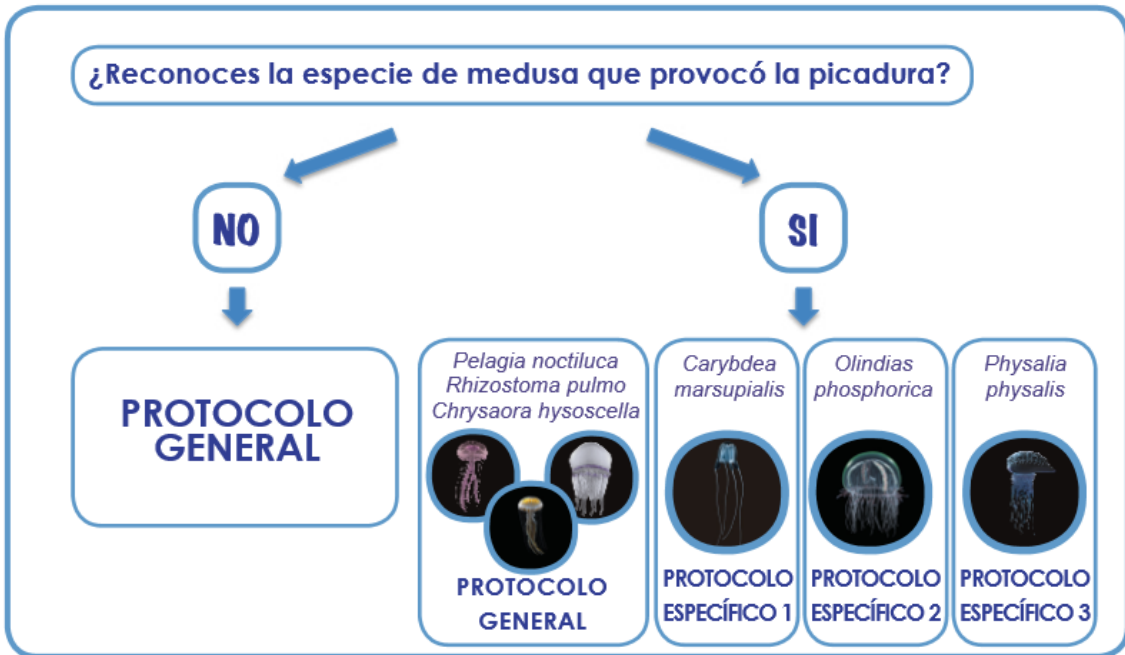 ¿Reconoces la especie de medusa que provocó la picadura?
NO
SI
PROTOCOLO
GENERAL
Pelagia noctiluca
Rhizostoma pulmo
Chrysaora hysoscella
PROTOCOLO
GENERAL
Carybdea
marsupialis
PROTOCOLO
ESPECÍFICO 1
Olindias
phosphorica
PROTOCOLO
ESPECÍFICO 2
Physalia
physalis
PROTOCOLO
ESPECÍFICO 3